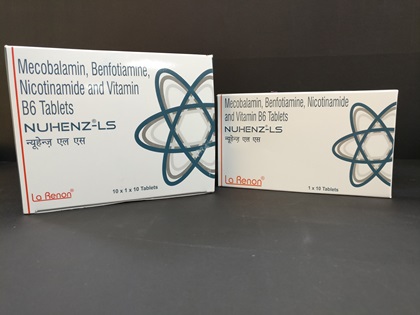 Mecobalamin, Benfotiamine,
Nicotinamide and Vitamin
B6 Tablets
NUHENZ®-LS
न्यूहेन्ज़ एल एस
La Renon®
10 x 1 x 10 Tablets
Mecobalamin, Benfotiamine, Nicotinamide
and Vitamin B6 Tablets
NUHENZ®-LS
न्यूहेन्ज़ एल एस
La Renon®
1 x 10 Tablets